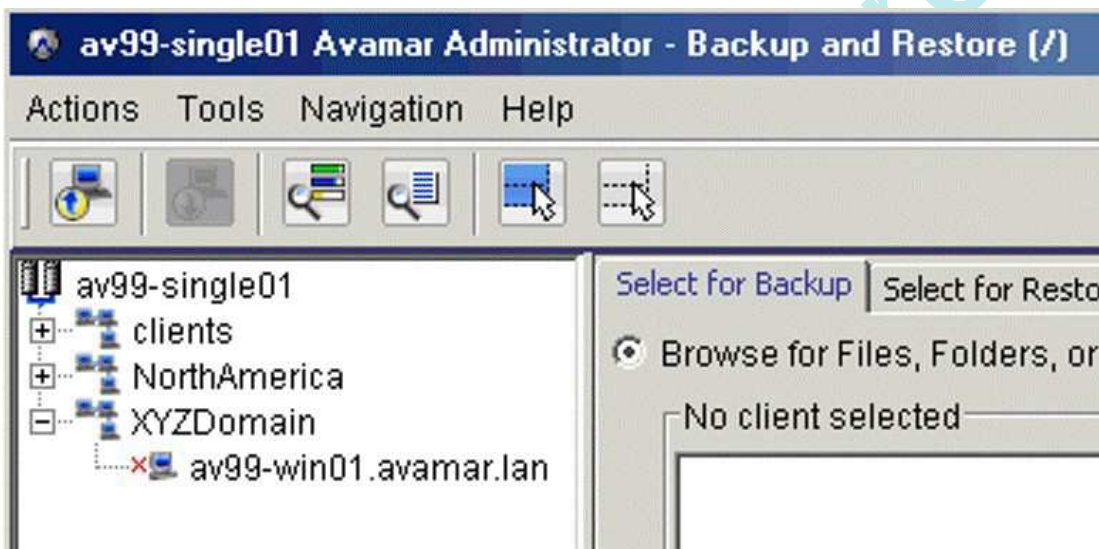 av99-single01 Avamar Administrator - Backup and Restore (/)
Actions Tools Navigation Help
av99-single01
clients
NorthAmerica
XYZDomain
av99-win01.avamar.lan
Select for Backup
Select for Resto
Browse for Files, Folders, or
No client selected